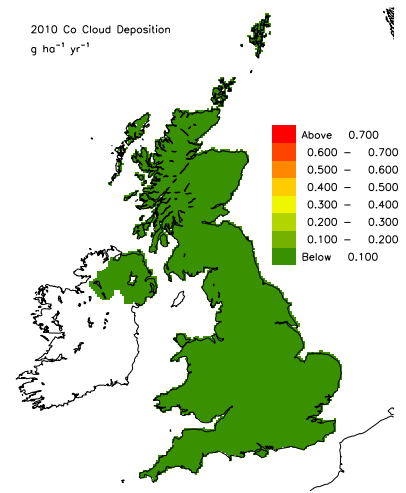 2010 Co Cloud Deposition
g ha⁻¹ yr⁻¹
Above 0.700
0.600 – 0.700
0.500 – 0.600
0.400 – 0.500
0.300 – 0.400
0.200 – 0.300
0.100 – 0.200
Below 0.100